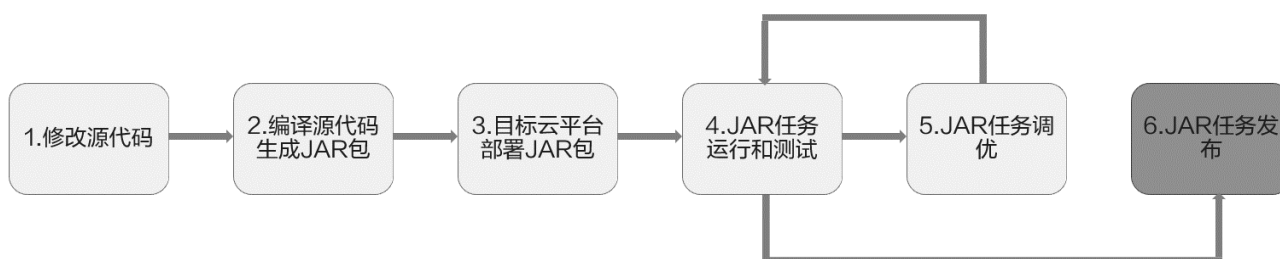 1.修改源代码
2.编译源代码
生成JAR包
3.目标云平台
部署JAR包
4.JAR任务
运行和测试
5.JAR任务调
优
6.JAR任务发
布